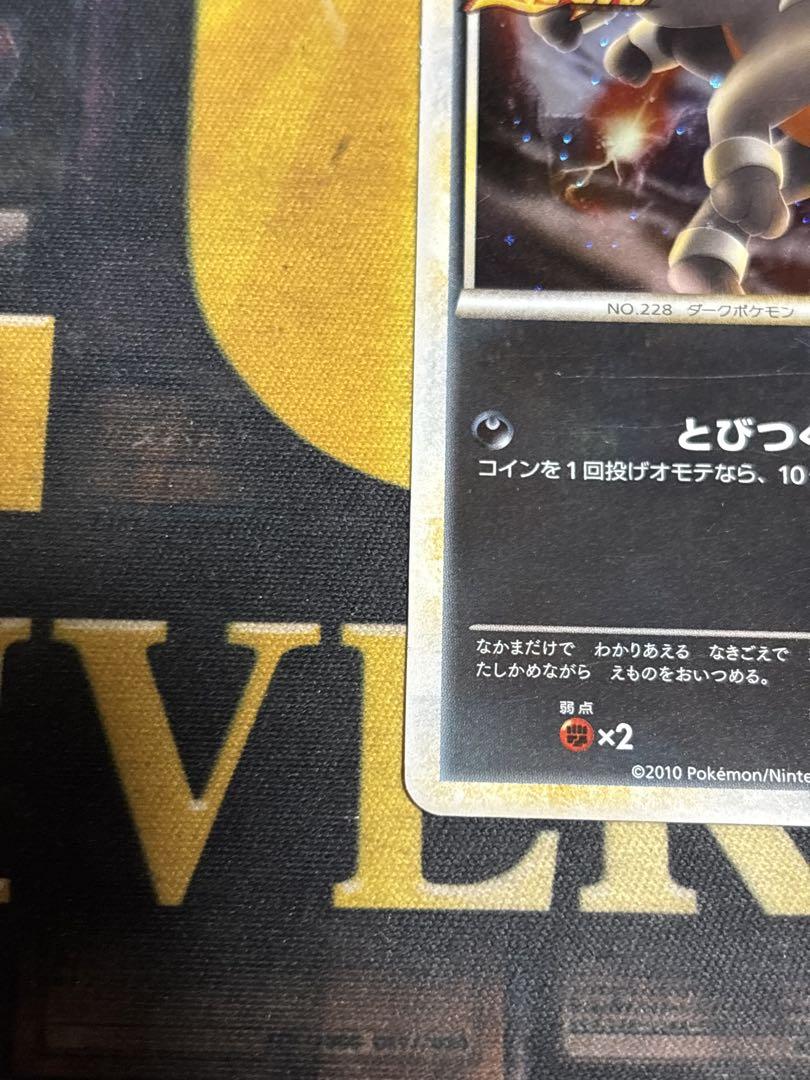 NO.228 ダークポケモン
とびつく
コインを1回投げオモテなら、10
なかまだけで わかりあえる なきごえで
たしかめながら えものをおいつめる。
弱点
×2
©2010 Pokémon/Ninte